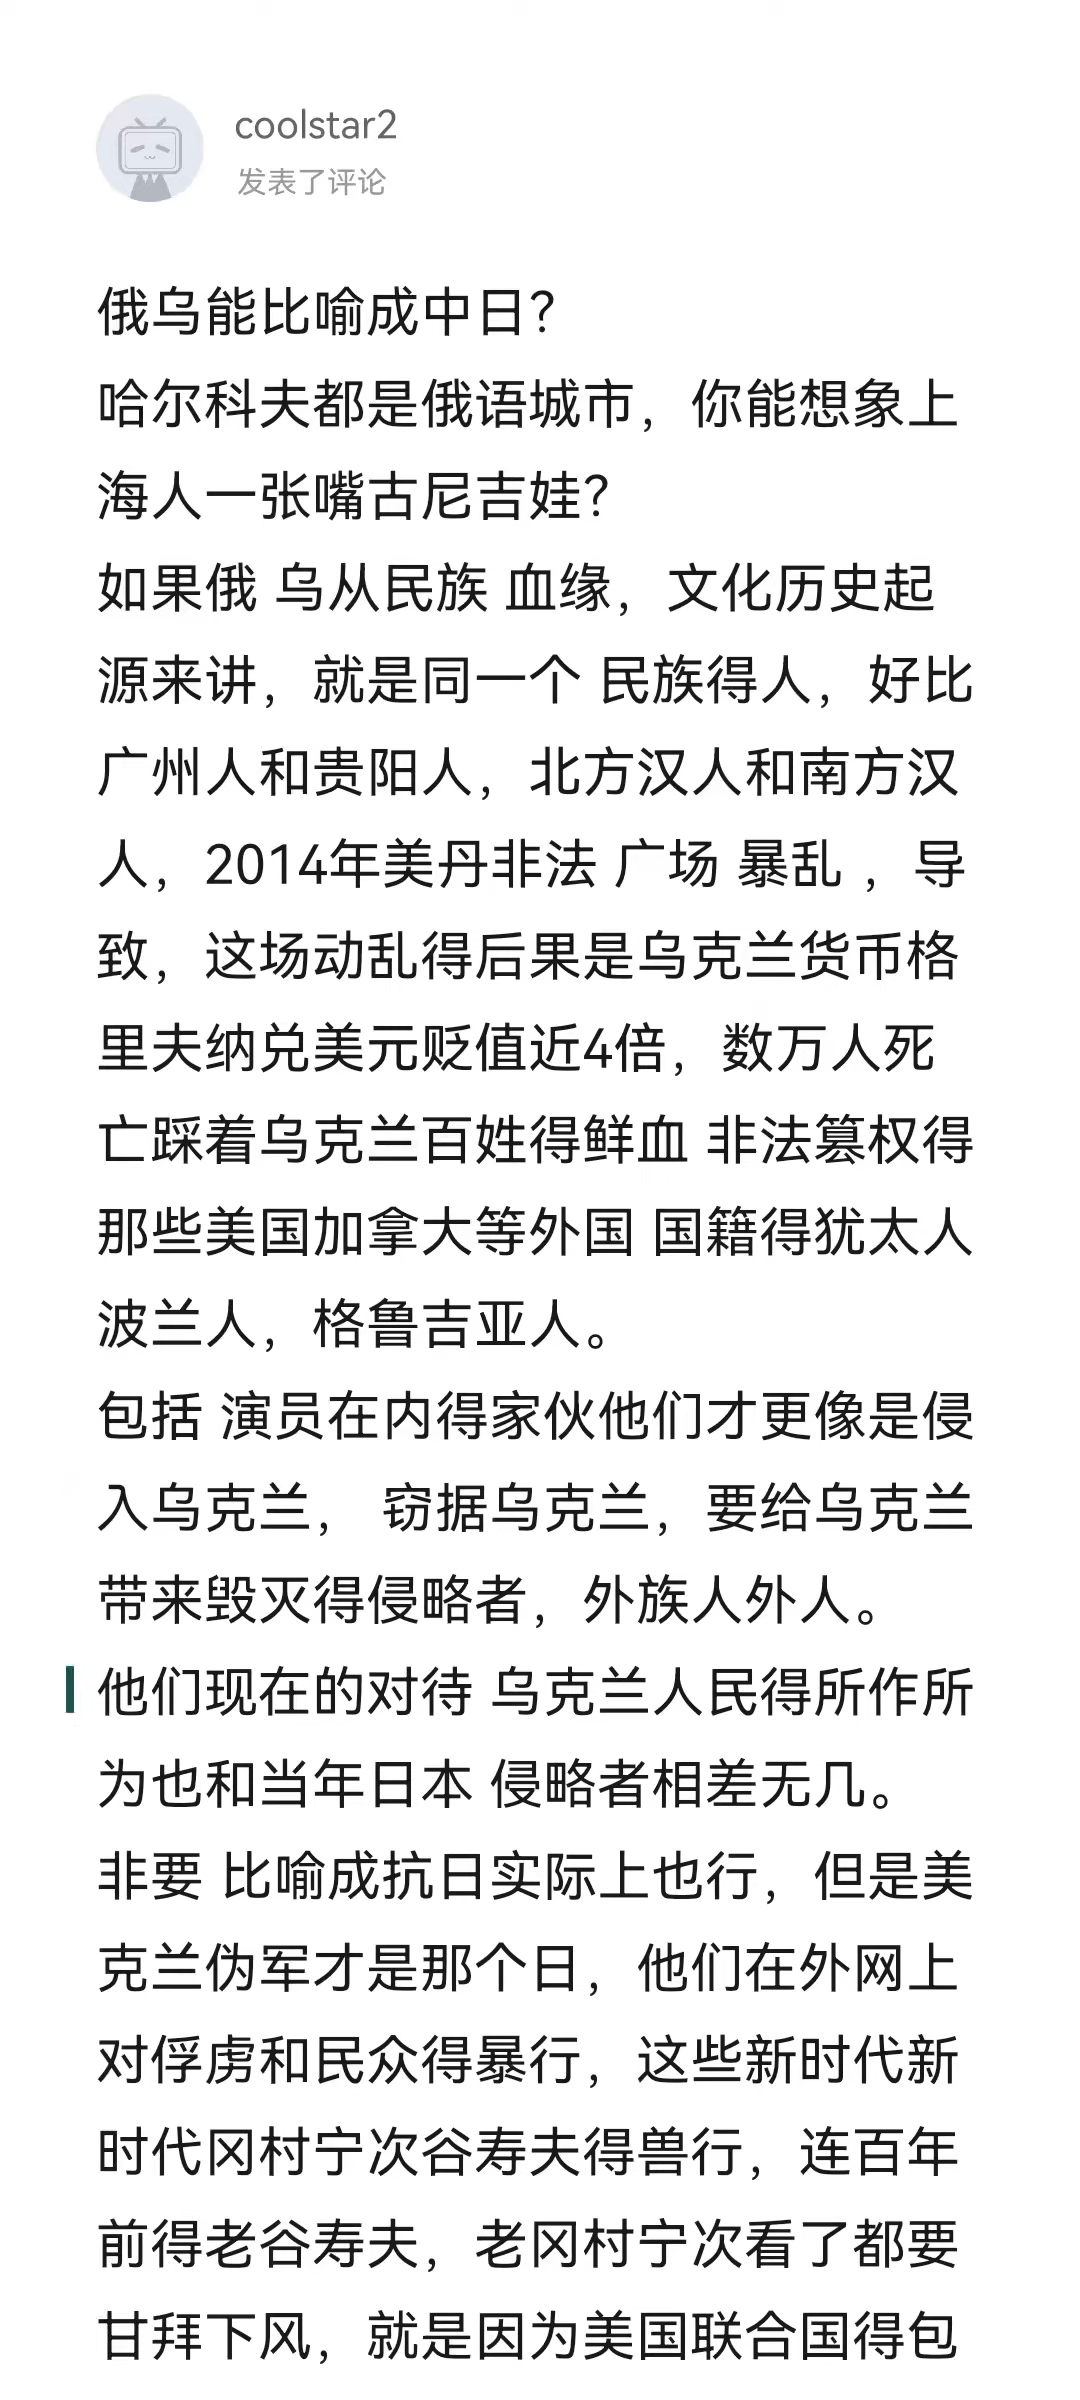 coolstar2
发表了评论
俄乌能比喻成中日？
哈尔科夫都是俄语城市，你能想象上
海人一张嘴古尼吉娃？
如果俄 乌从民族 血缘，文化历史起
源来讲，就是同一个 民族得人，好比
广州人和贵阳人，北方汉人和南方汉
人，2014年美丹非法 广场 暴乱 ，导
致，这场动乱得后果是乌克兰货币格
里夫纳兑美元贬值近4倍，数万人死
亡踩着乌克兰百姓得鲜血 非法篡权得
那些美国加拿大等外国 国籍得犹太人
波兰人，格鲁吉亚人。
包括 演员在内得家伙他们才更像是侵
入乌克兰， 窃据乌克兰，要给乌克兰
带来毁灭得侵略者，外族人外人。
他们现在的对待 乌克兰人民得所作所
为也和当年日本 侵略者相差无几。
非要 比喻成抗日实际上也行，但是美
克兰伪军才是那个日，他们在外网上
对俘虏和民众得暴行，这些新时代新
时代冈村宁次谷寿夫得兽行，连百年
前得老谷寿夫，老冈村宁次看了都要
甘拜下风，就是因为美国联合国得包